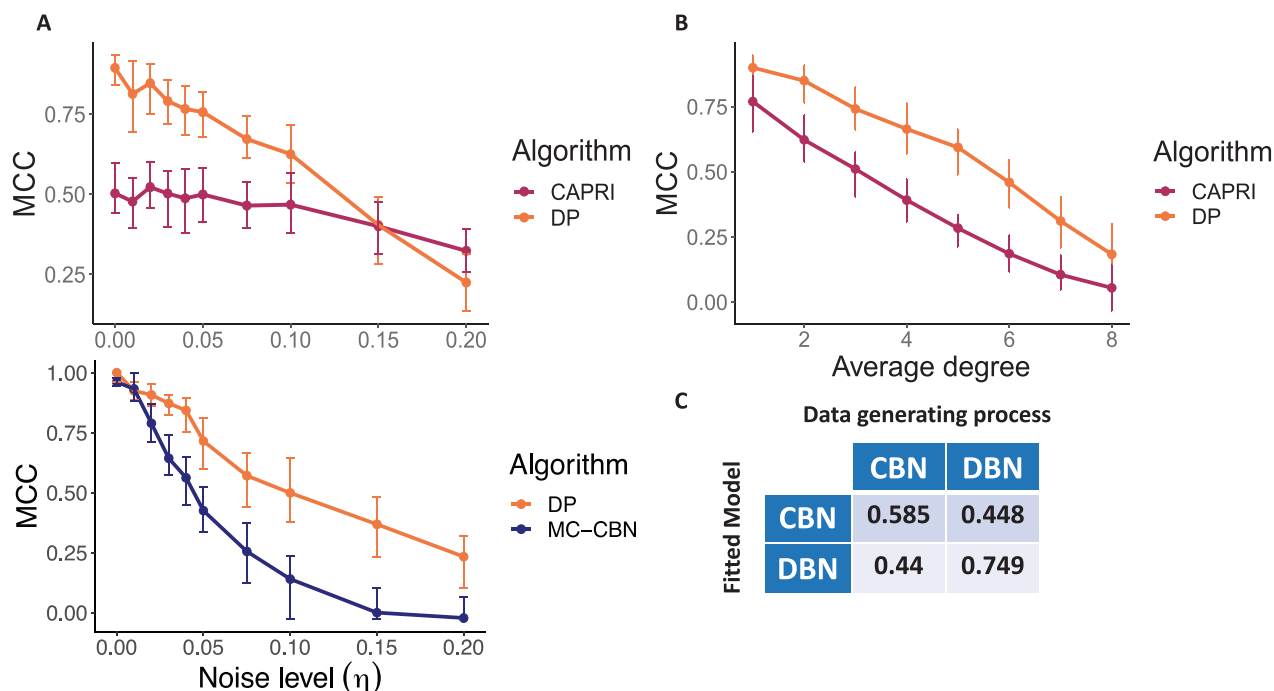 A
MCC
0.75
0.50
0.25
0.00 0.05 0.10 0.15 0.20
Algorithm
CAPRI
DP
MCC
1.00
0.75
0.50
0.25
0.00
0.00 0.05 0.10 0.15 0.20
Noise level (η)
Algorithm
DP
MC−CBN
B
MCC
0.75
0.50
0.25
0.00
2 4 6 8
Average degree
Algorithm
CAPRI
DP
C
Data generating process
Fitted Model
CBN DBN
CBN 0.585 0.448
DBN 0.44 0.749